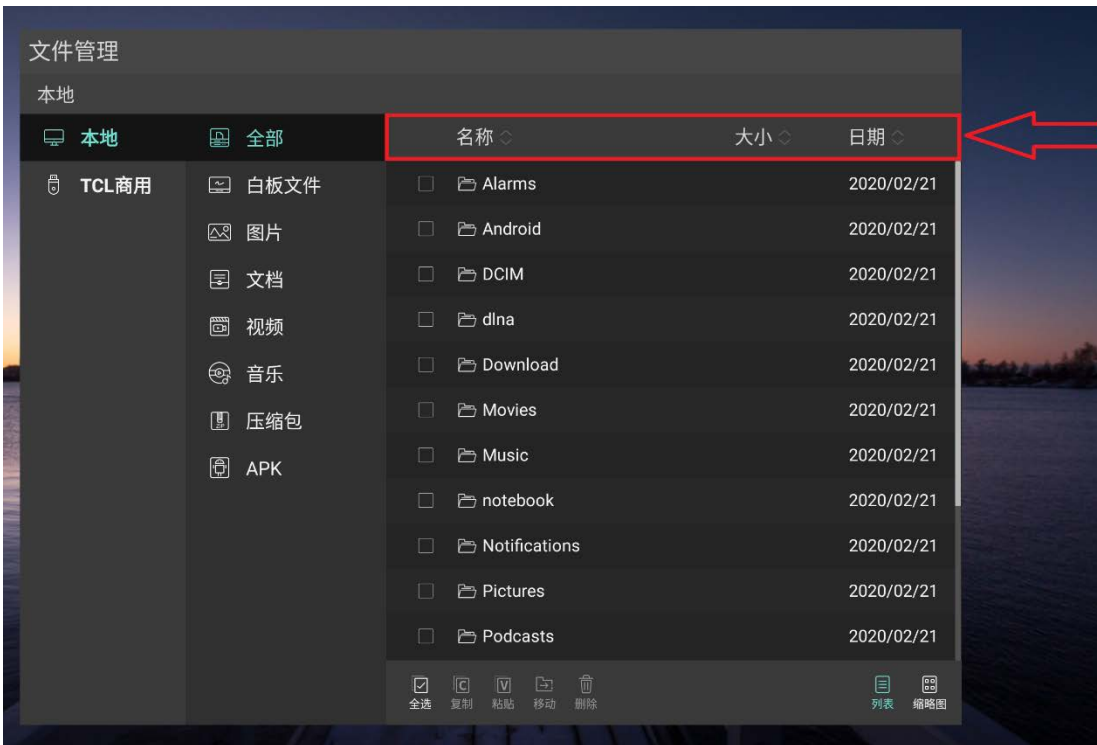 文件管理
本地
本地
TCL商用
全部
白板文件
图片
文档
视频
音乐
压缩包
APK
名称 大小 日期
Alarms 2020/02/21
Android 2020/02/21
DCIM 2020/02/21
dlna 2020/02/21
Download 2020/02/21
Movies 2020/02/21
Music 2020/02/21
notebook 2020/02/21
Notifications 2020/02/21
Pictures 2020/02/21
Podcasts 2020/02/21
全选 复制 粘贴 移动 删除 列表 缩略图